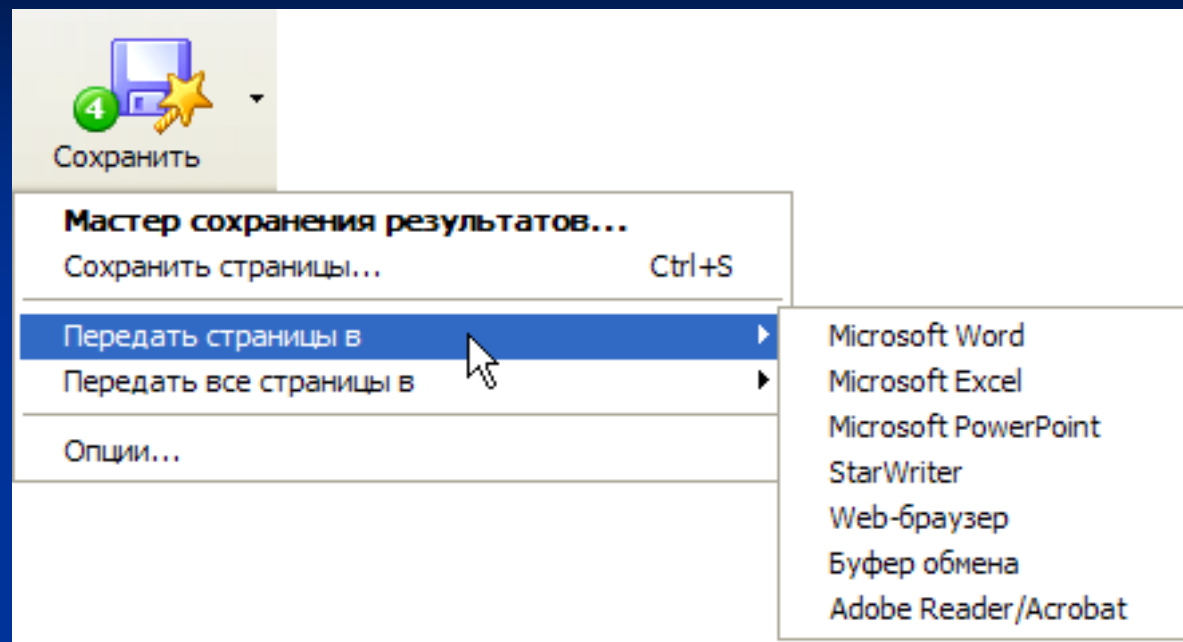 4
Сохранить
Мастер сохранения результатов...
Сохранить страницы... Ctrl+S
Передать страницы в
Передать все страницы в
Опции...
Microsoft Word
Microsoft Excel
Microsoft PowerPoint
StarWriter
Web-браузер
Буфер обмена
Adobe Reader/Acrobat